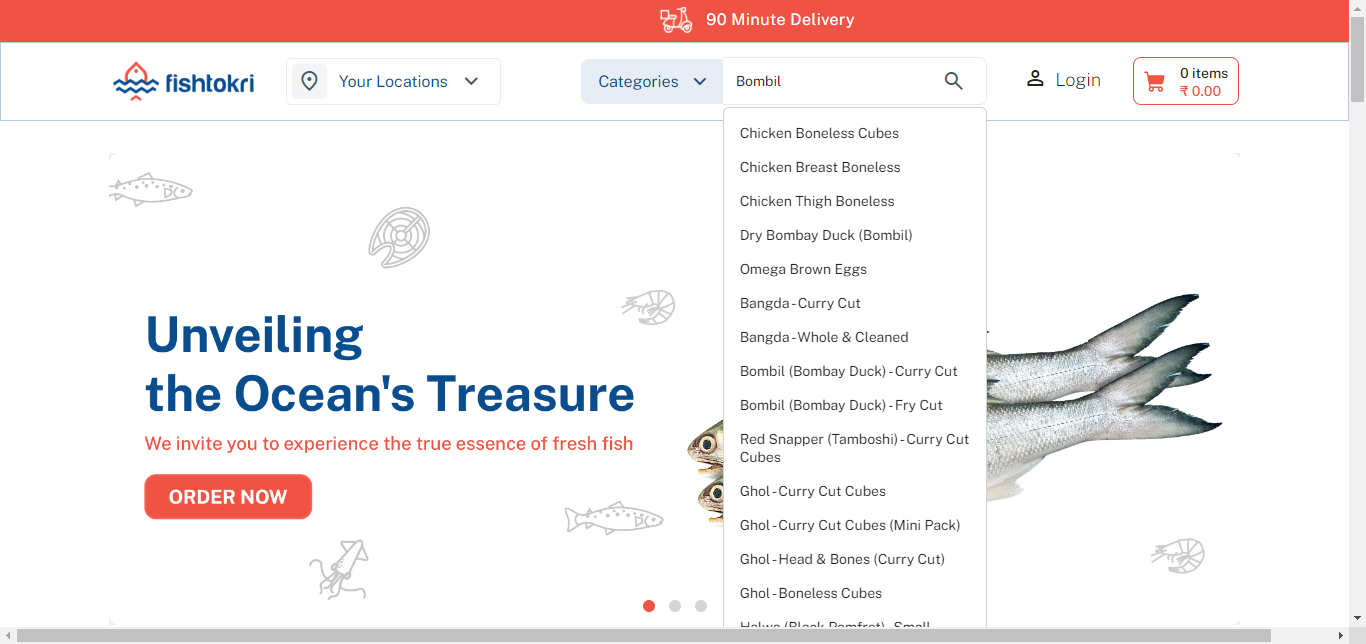 90 Minute Delivery
fishtokri
Your Locations
Categories
Bombil
Login
0 items
₹ 0.00
Chicken Boneless Cubes
Chicken Breast Boneless
Chicken Thigh Boneless
Dry Bombay Duck (Bombil)
Omega Brown Eggs
Bangda - Curry Cut
Bangda - Whole & Cleaned
Bombil (Bombay Duck) - Curry Cut
Bombil (Bombay Duck) - Fry Cut
Red Snapper (Tamboshi) - Curry Cut
Cubes
Ghol - Curry Cut Cubes
Ghol - Curry Cut Cubes (Mini Pack)
Ghol - Head & Bones (Curry Cut)
Ghol - Boneless Cubes
Halwa (Black Pomfret) - Small
Unveiling
the Ocean's Treasure
We invite you to experience the true essence of fresh fish
ORDER NOW